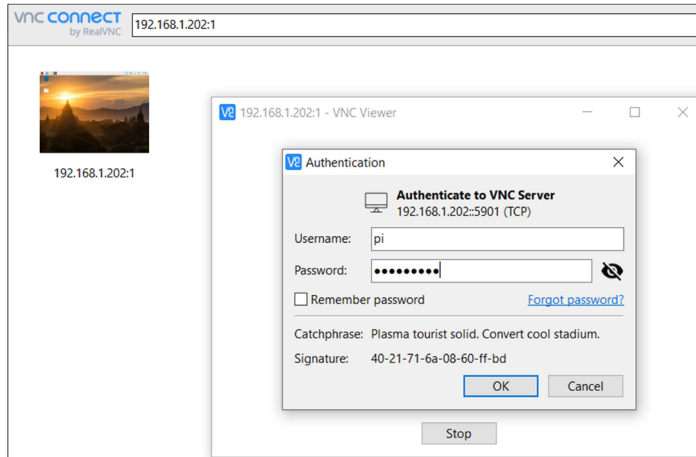 vnc connect
by RealVNC
192.168.1.202:1
192.168.1.202:1
V2 192.168.1.202:1 - VNC Viewer
V2 Authentication
Authenticate to VNC Server
192.168.1.202::5901 (TCP)
Username: pi
Password: •••••••••
Remember password Forgot password?
Catchphrase: Plasma tourist solid. Convert cool stadium.
Signature: 40-21-71-6a-08-60-ff-bd
OK Cancel
Stop